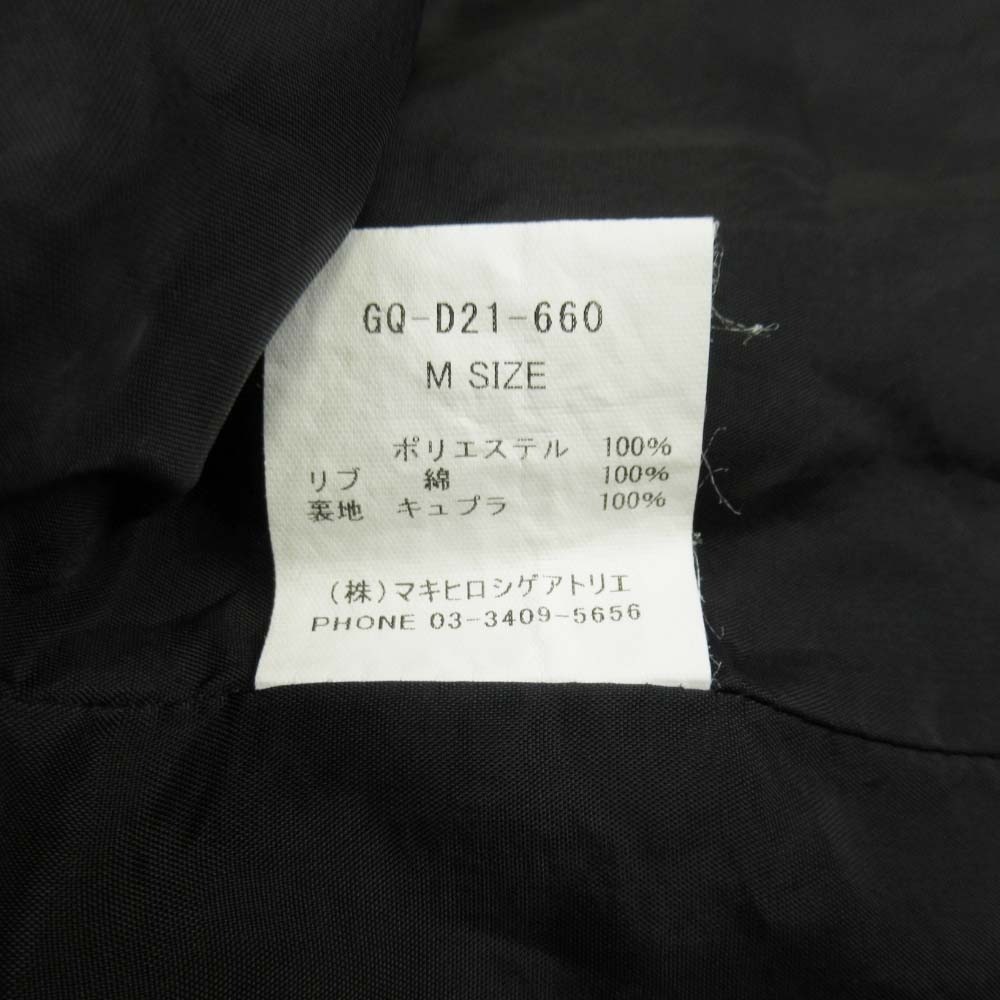 GQ-D21-660
M SIZE
ポリエステル 100%
リブ 綿 100%
裏地 キュプラ 100%
(株)マキヒロシゲアトリエ
PHONE 03-3409-5656